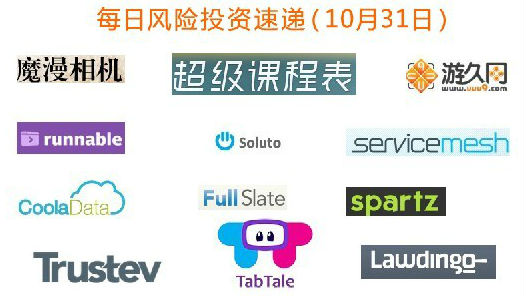 每日风险投资速递(10月31日)
魔漫相机
超级课程表
游久网
www.uuu9.com
runnable
Soluto
servicemesh
CoolaData
Full Slate
spartz
Trustev
TabTale
Lawdingo